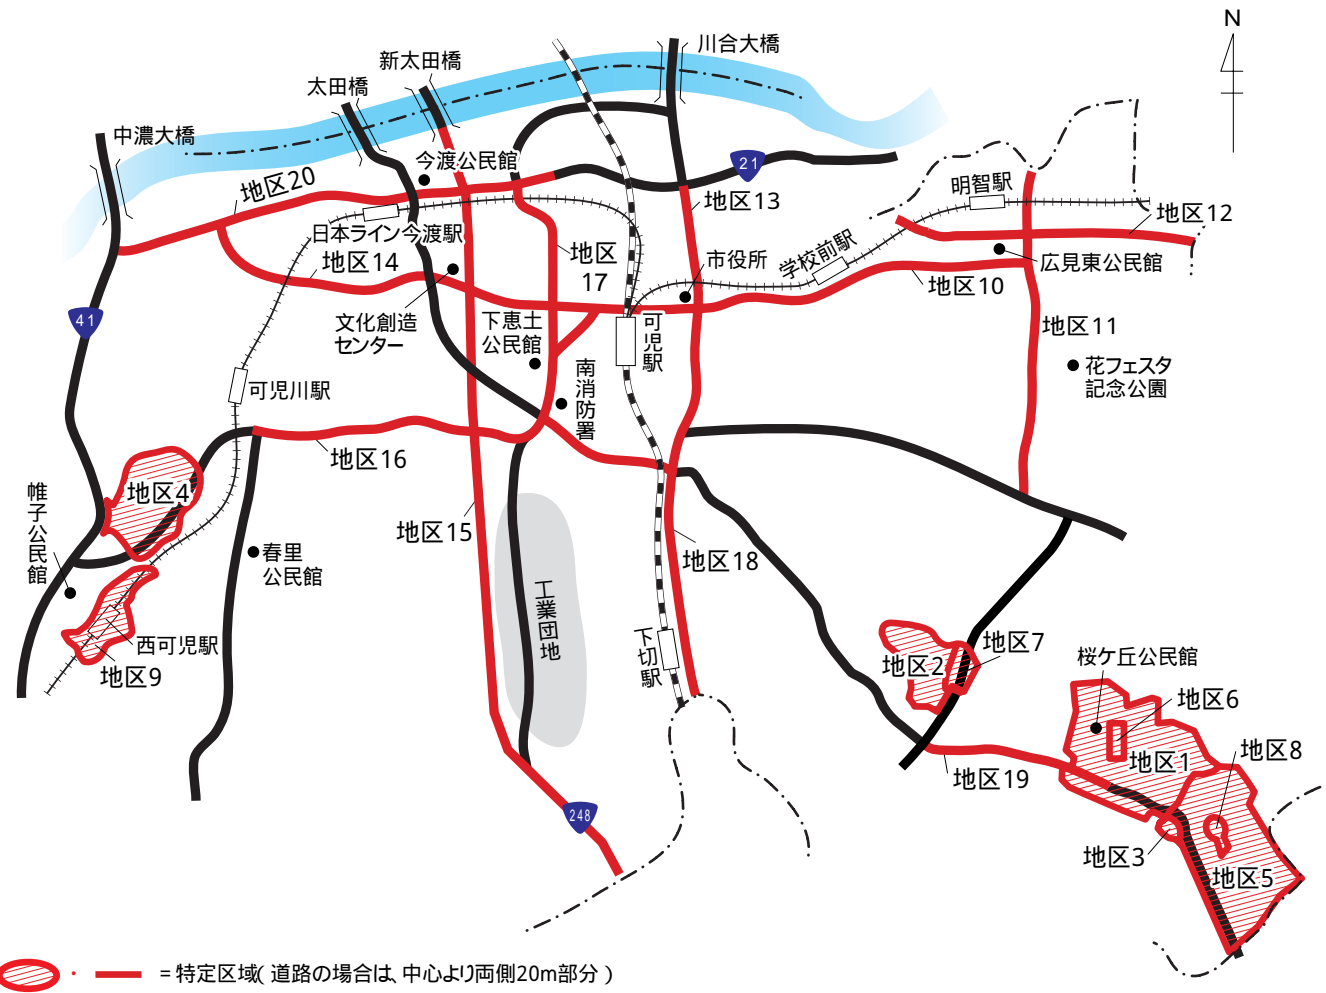 N
川合大橋
新太田橋
太田橋
中濃大橋
今渡公民館
21
地区20
地区13
明智駅
地区12
日本ライン今渡駅
地区
17
市役所
学校前駅
広見東公民館
地区14
地区10
41
文化創造
センター
下恵土
公民館
可児駅
地区11
花フェスタ
記念公園
可児川駅
南消防署
地区16
地区4
帷子公民館
地区15
春里
公民館
地区18
工業団地
下切駅
西可児駅
地区9
地区2
地区7
桜ケ丘公民館
地区6
地区1
地区8
地区19
248
地区3
地区5
・ =特定区域(道路の場合は、中心より両側20m部分)